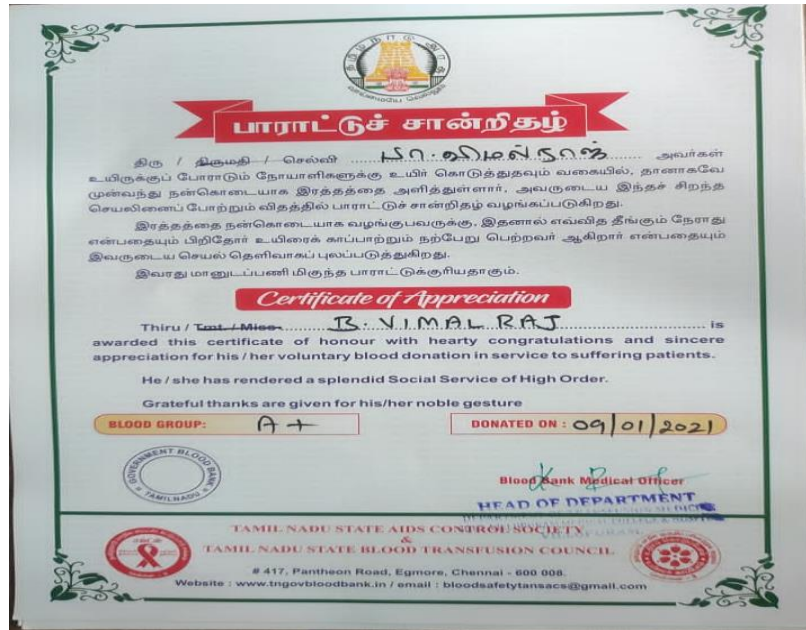 தமிழ்நாடு அரசு
வாய்மையே வெல்லும்
பாராட்டுச் சான்றிதழ்
திரு / திருமதி / செல்வி பா. விமல்ராஜ் அவர்கள்
உயிருக்குப் போராடும் நோயாளிகளுக்கு உயிர் கொடுத்துதவும் வகையில், தானாகவே
முன்வந்து நன்கொடையாக இரத்தத்தை அளித்துள்ளார். அவருடைய இந்தச் சிறந்த
செயலினைப் போற்றும் விதத்தில் பாராட்டுச் சான்றிதழ் வழங்கப்படுகிறது.
இரத்தத்தை நன்கொடையாக வழங்குபவருக்கு, இதனால் எவ்வித தீங்கும் நேராது
என்பதையும் பிறிதோர் உயிரைக் காப்பாற்றும் நற்பேறு பெற்றவர் ஆகிறார் என்பதையும்
இவருடைய செயல் தெளிவாகப் புலப்படுத்துகிறது.
இவரது மானுடப்பணி மிகுந்த பாராட்டுக்குரியதாகும்.
Certificate of Appreciation
Thiru / Tmt. / Miss. B. VIMAL RAJ is
awarded this certificate of honour with hearty congratulations and sincere
appreciation for his / her voluntary blood donation in service to suffering patients.
He / she has rendered a splendid Social Service of High Order.
Grateful thanks are given for his/her noble gesture
BLOOD GROUP: A +
DONATED ON : 09/01/2021
GOVERNMENT BLOOD BANK
TAMILNADU
Blood Bank Medical Officer
HEAD OF DEPARTMENT
TAMIL NADU STATE AIDS CONTROL SOCIETY
&
TAMIL NADU STATE BLOOD TRANSFUSION COUNCIL
# 417, Pantheon Road, Egmore, Chennai - 600 008.
Website : www.tngovbloodbank.in / email : bloodsafetytansacs@gmail.com